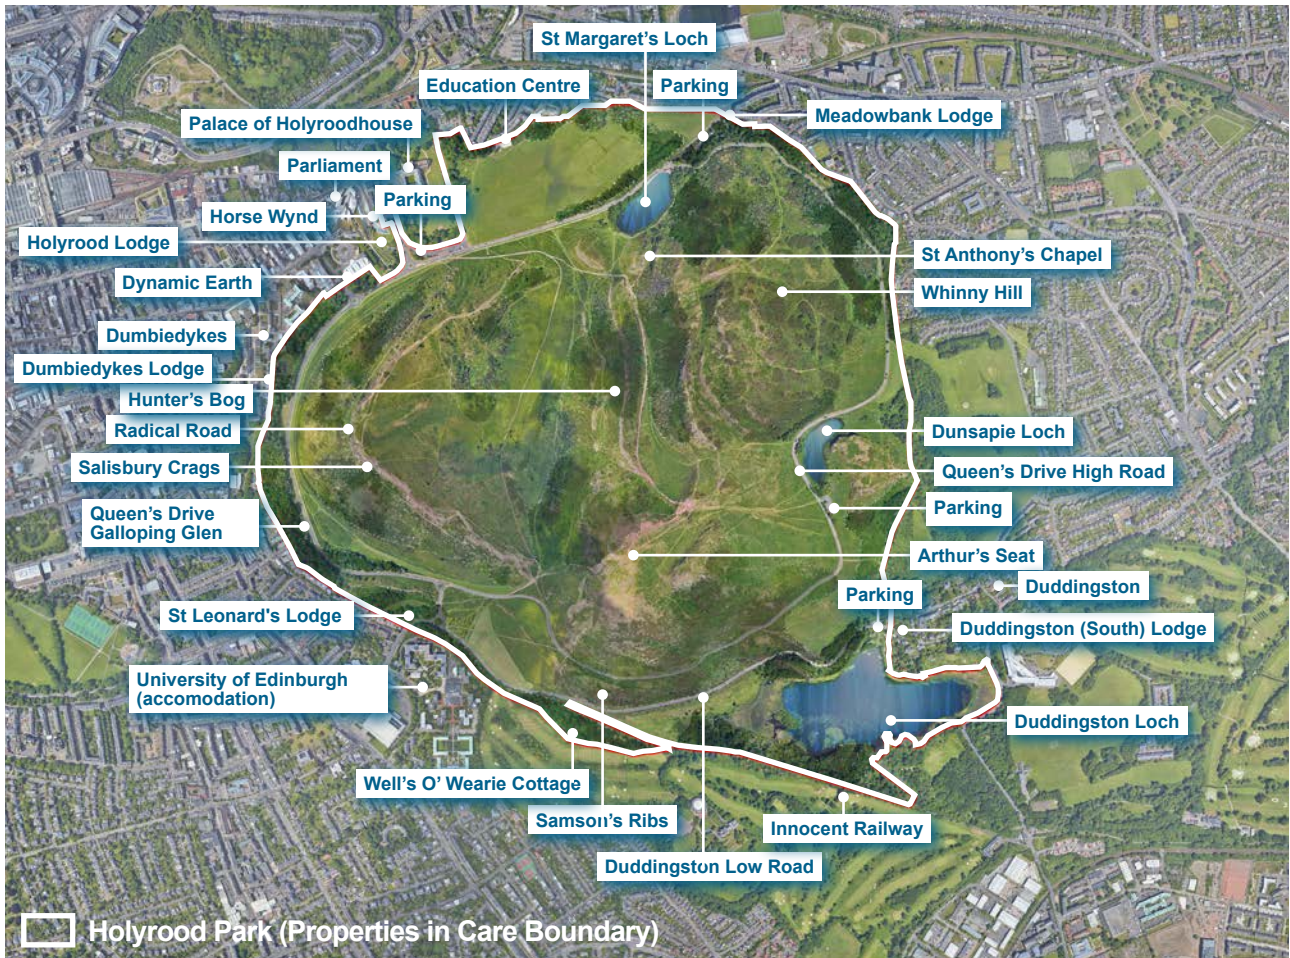 St Margaret's Loch
Education Centre
Parking
Meadowbank Lodge
Palace of Holyroodhouse
Parliament
Parking
Horse Wynd
Holyrood Lodge
St Anthony's Chapel
Dynamic Earth
Whinny Hill
Dumbiedykes
Dumbiedykes Lodge
Hunter's Bog
Radical Road
Dunsapie Loch
Salisbury Crags
Queen's Drive High Road
Queen's Drive
Galloping Glen
Parking
Arthur's Seat
Duddingston
Parking
St Leonard's Lodge
Duddingston (South) Lodge
University of Edinburgh
(accomodation)
Duddingston Loch
Well's O' Wearie Cottage
Samson's Ribs
Innocent Railway
Duddingston Low Road
Holyrood Park (Properties in Care Boundary)